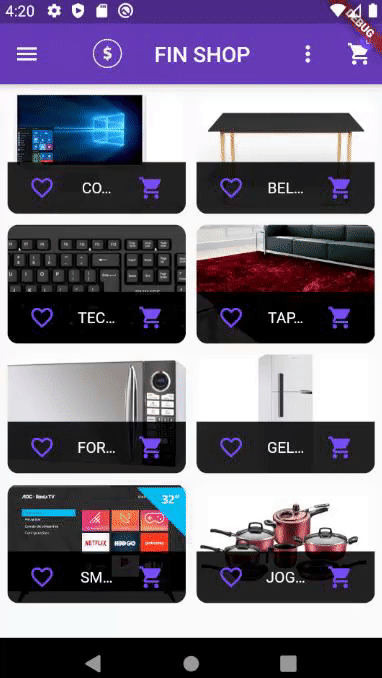 4:20
DEBUG
$
FIN SHOP
CO...
BEL...
TEC...
TAP...
FOR...
GEL...
AOC - Roku TV
32"
NETFLIX
HBO GO
SM...
JOG...